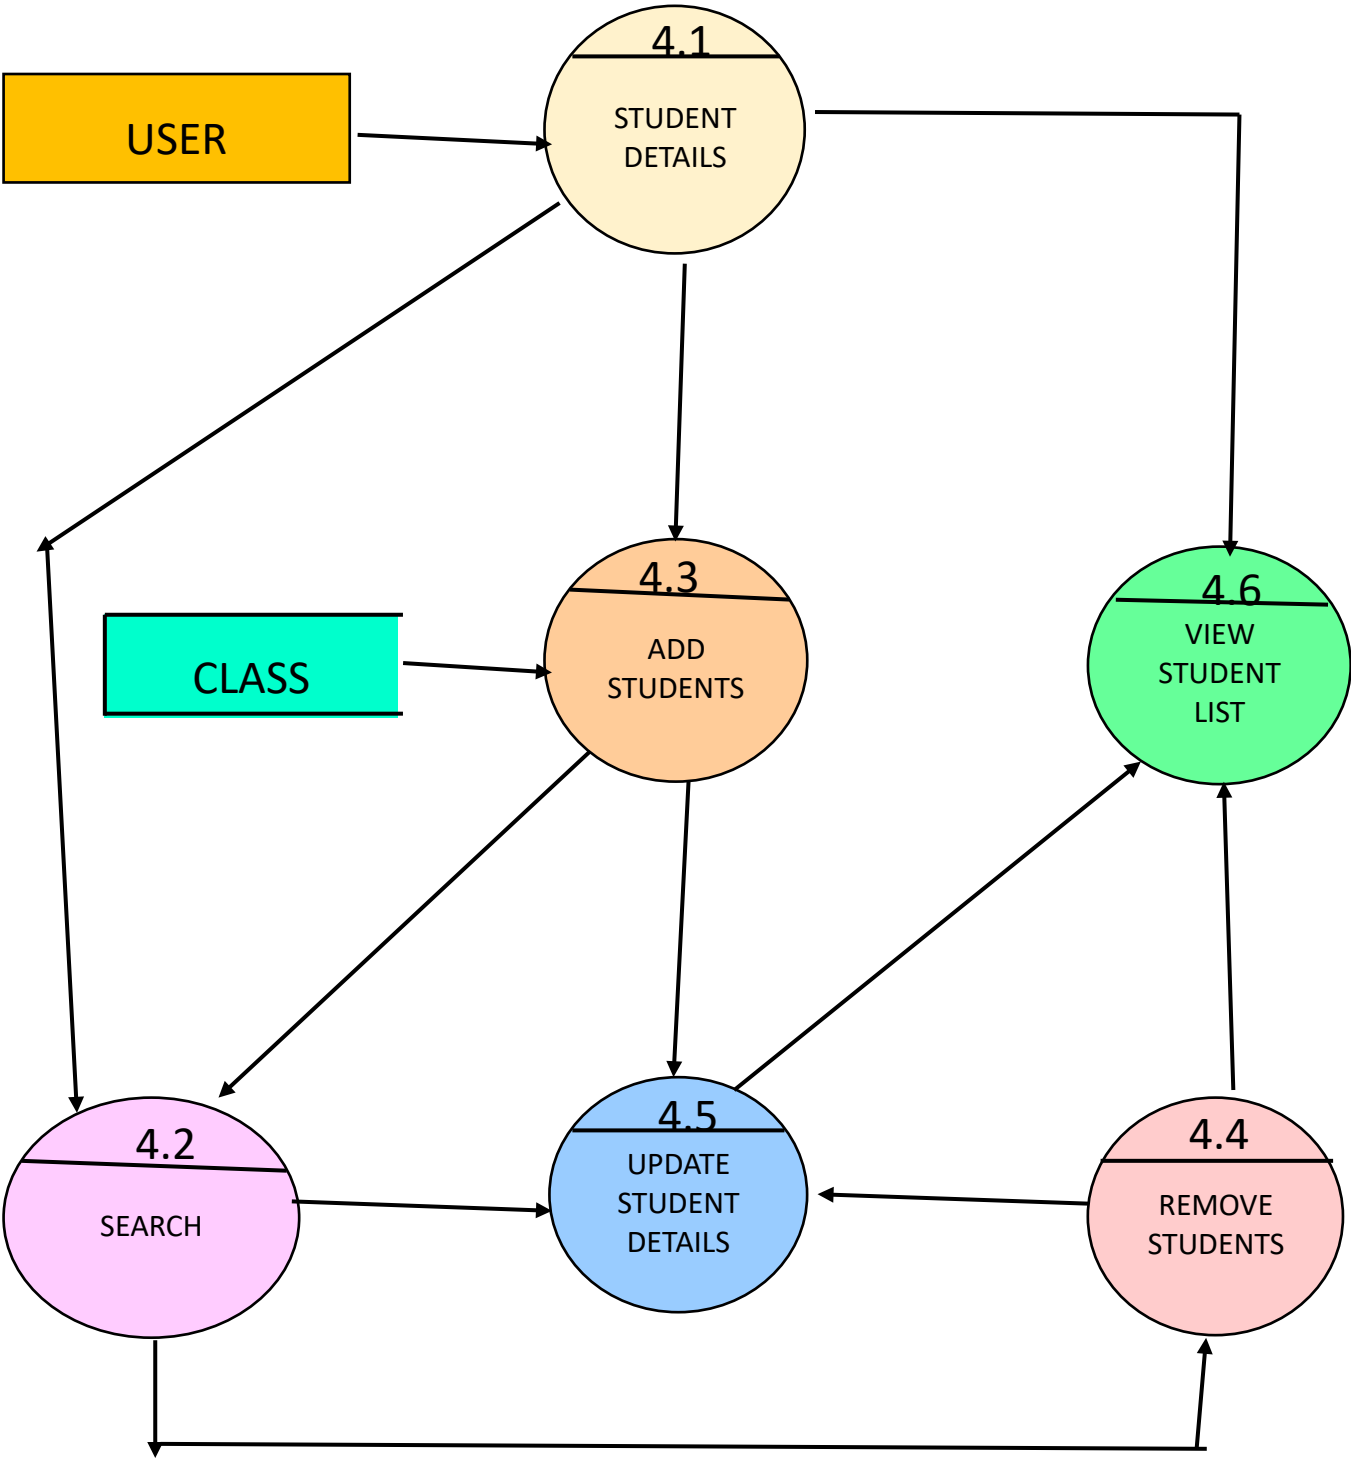 4.1
STUDENT
DETAILS
USER
4.3
ADD
STUDENTS
4.6
VIEW
STUDENT
LIST
CLASS
4.2
SEARCH
4.5
UPDATE
STUDENT
DETAILS
4.4
REMOVE
STUDENTS